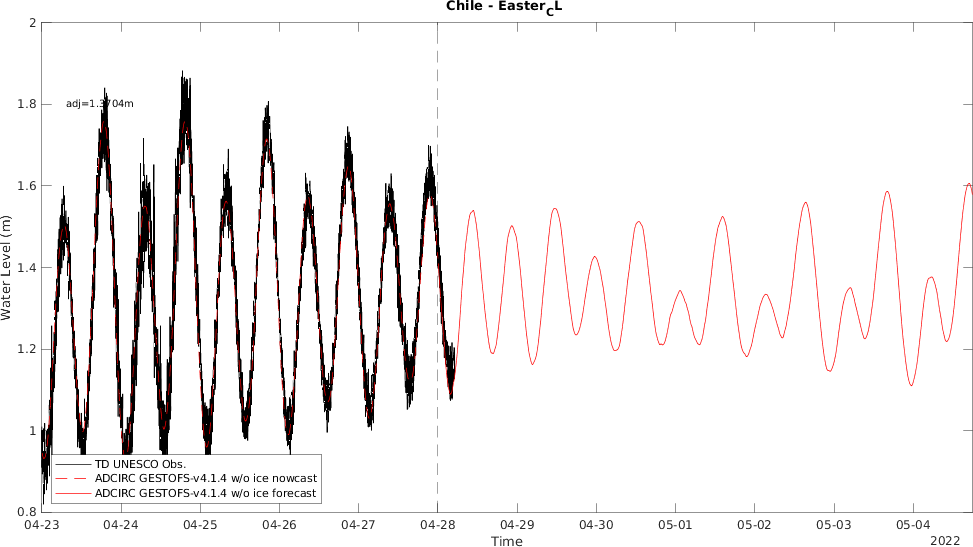 Chile - Easter_CL
2
1.8
1.6
1.4
1.2
1
0.8
Water Level (m)
adj=1.3704m
TD UNESCO Obs.
ADCIRC GESTOFS-v4.1.4 w/o ice nowcast
ADCIRC GESTOFS-v4.1.4 w/o ice forecast
04-23 04-24 04-25 04-26 04-27 04-28 04-29 04-30 05-01 05-02 05-03 05-04
Time
2022